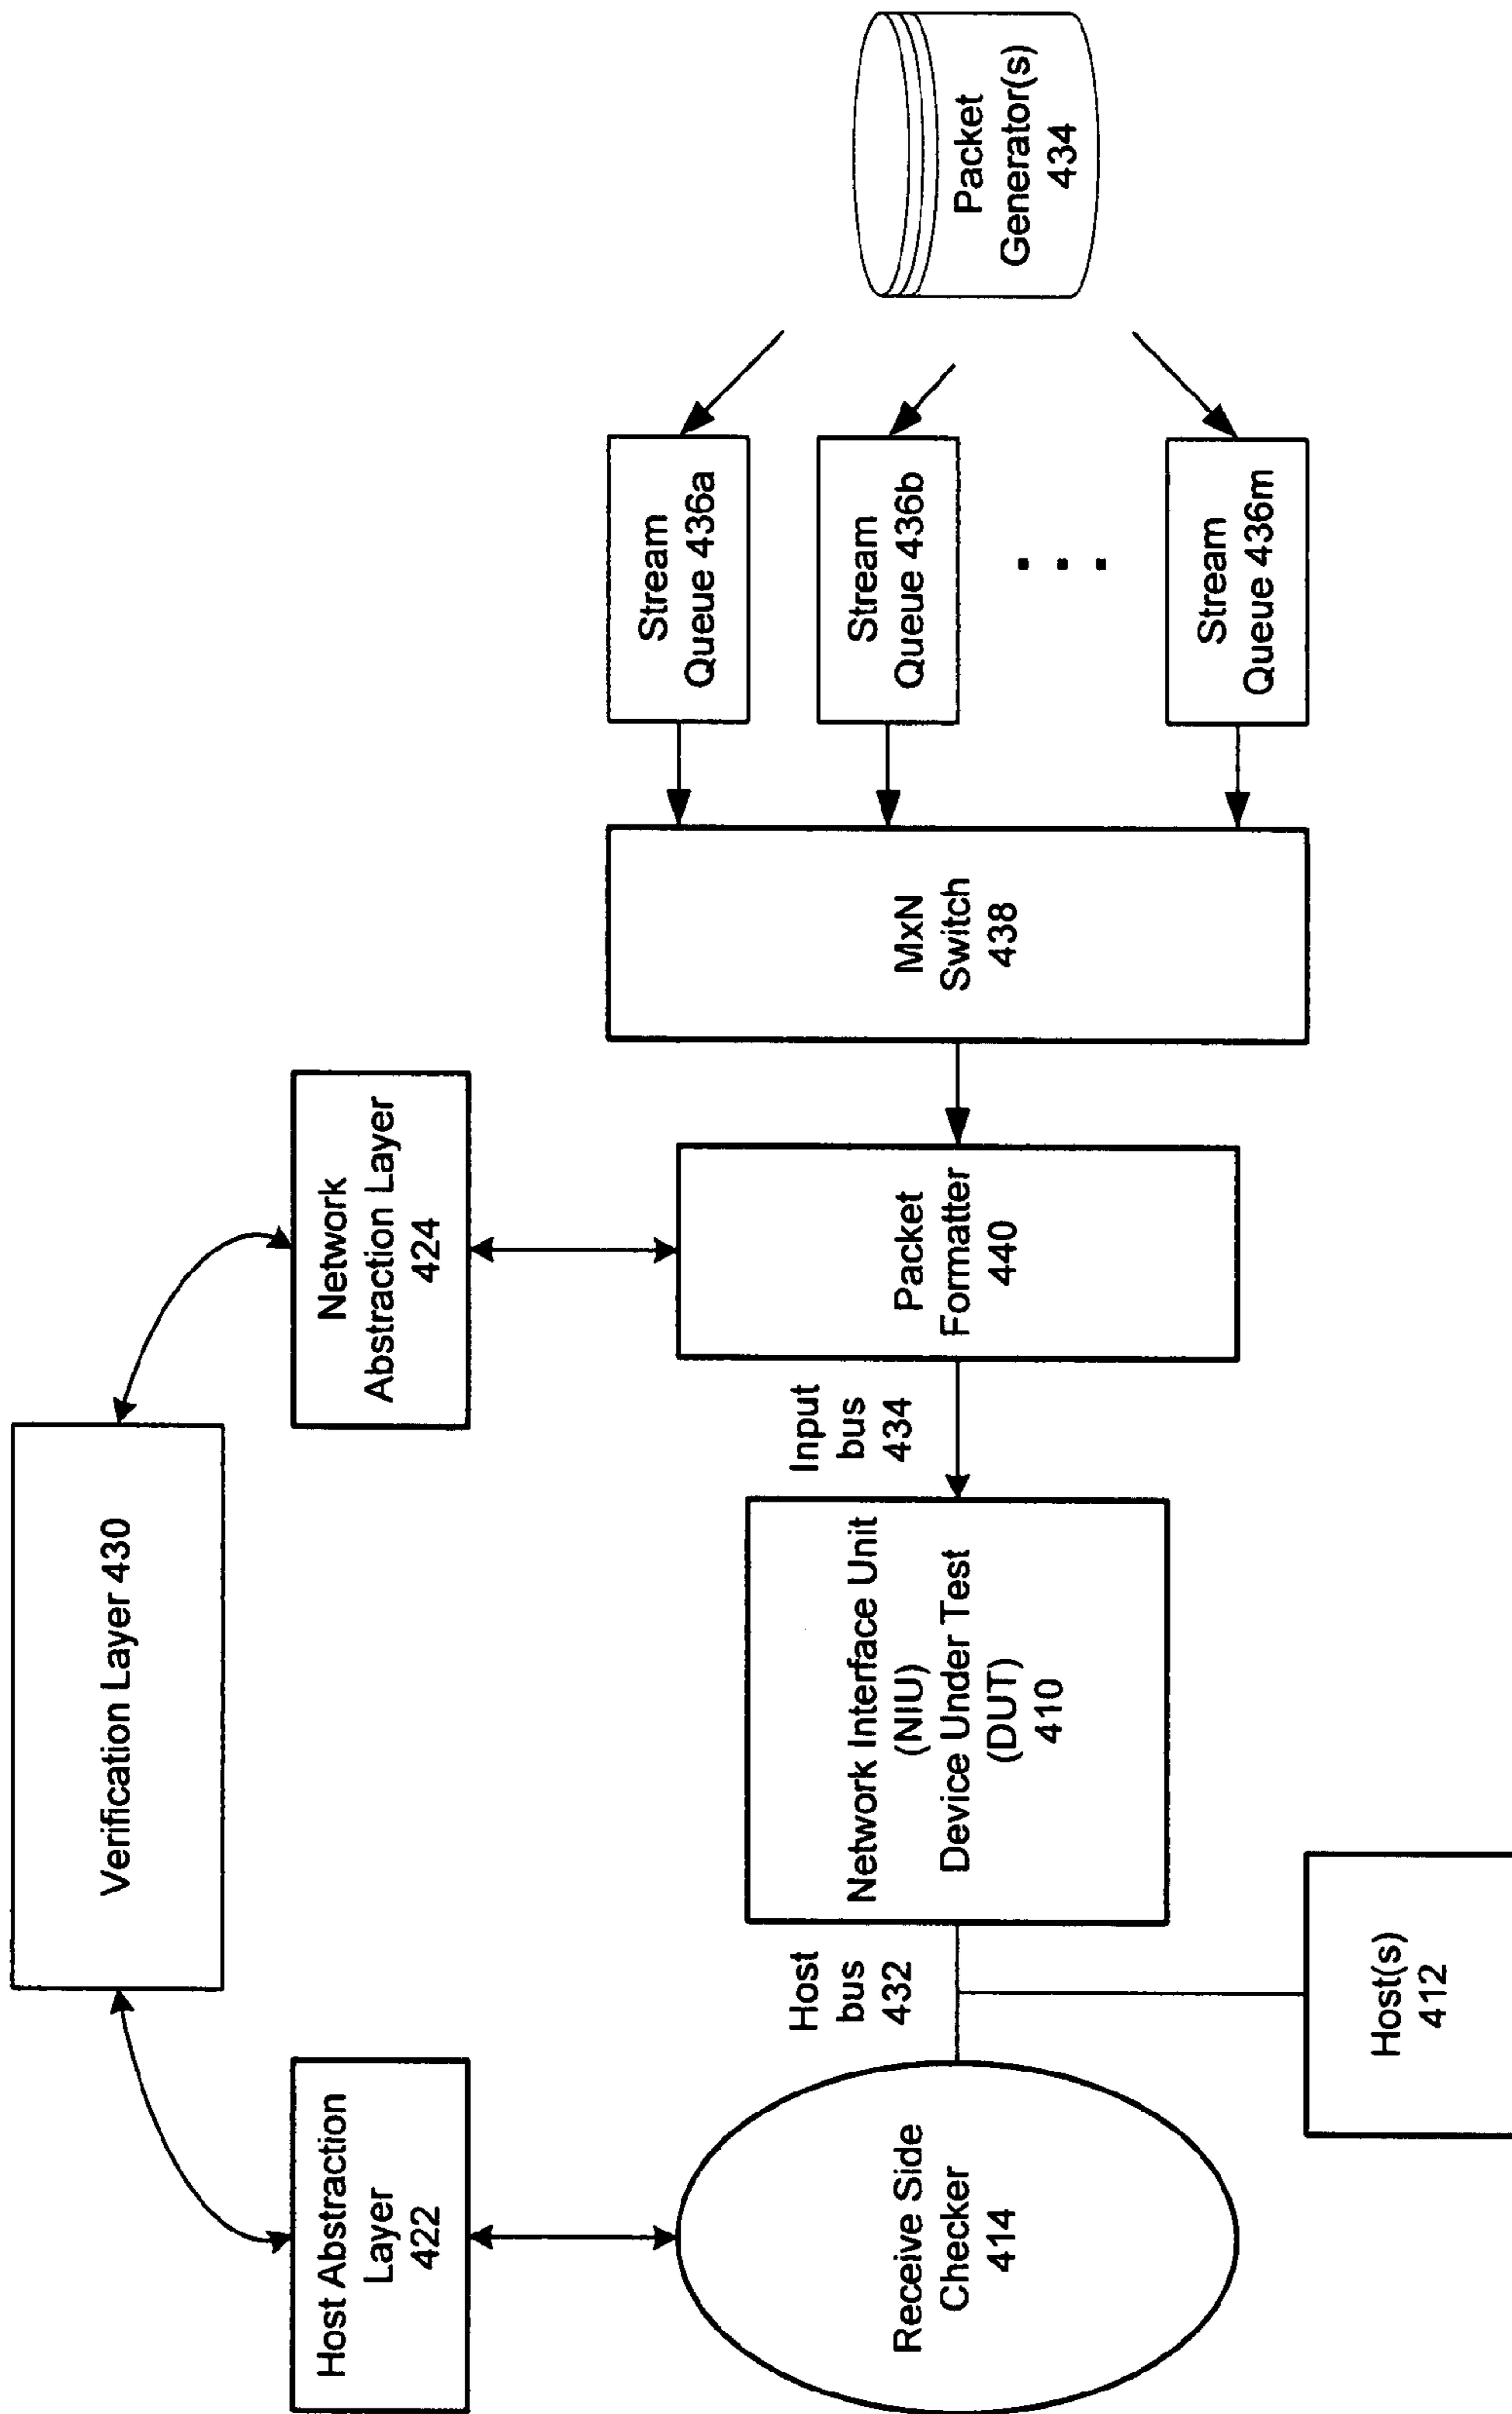 Verification Layer 430
Host Abstraction
Layer
422
Network
Abstraction Layer
424
Receive Side
Checker
414
Host
bus
432
Network Interface Unit
(NIU)
Device Under Test
(DUT)
410
Input
bus
434
Packet
Formatter
440
MxN
Switch
438
Stream
Queue 436a
Stream
Queue 436b
. . .
Stream
Queue 436m
Packet
Generator(s)
434
Host(s)
412